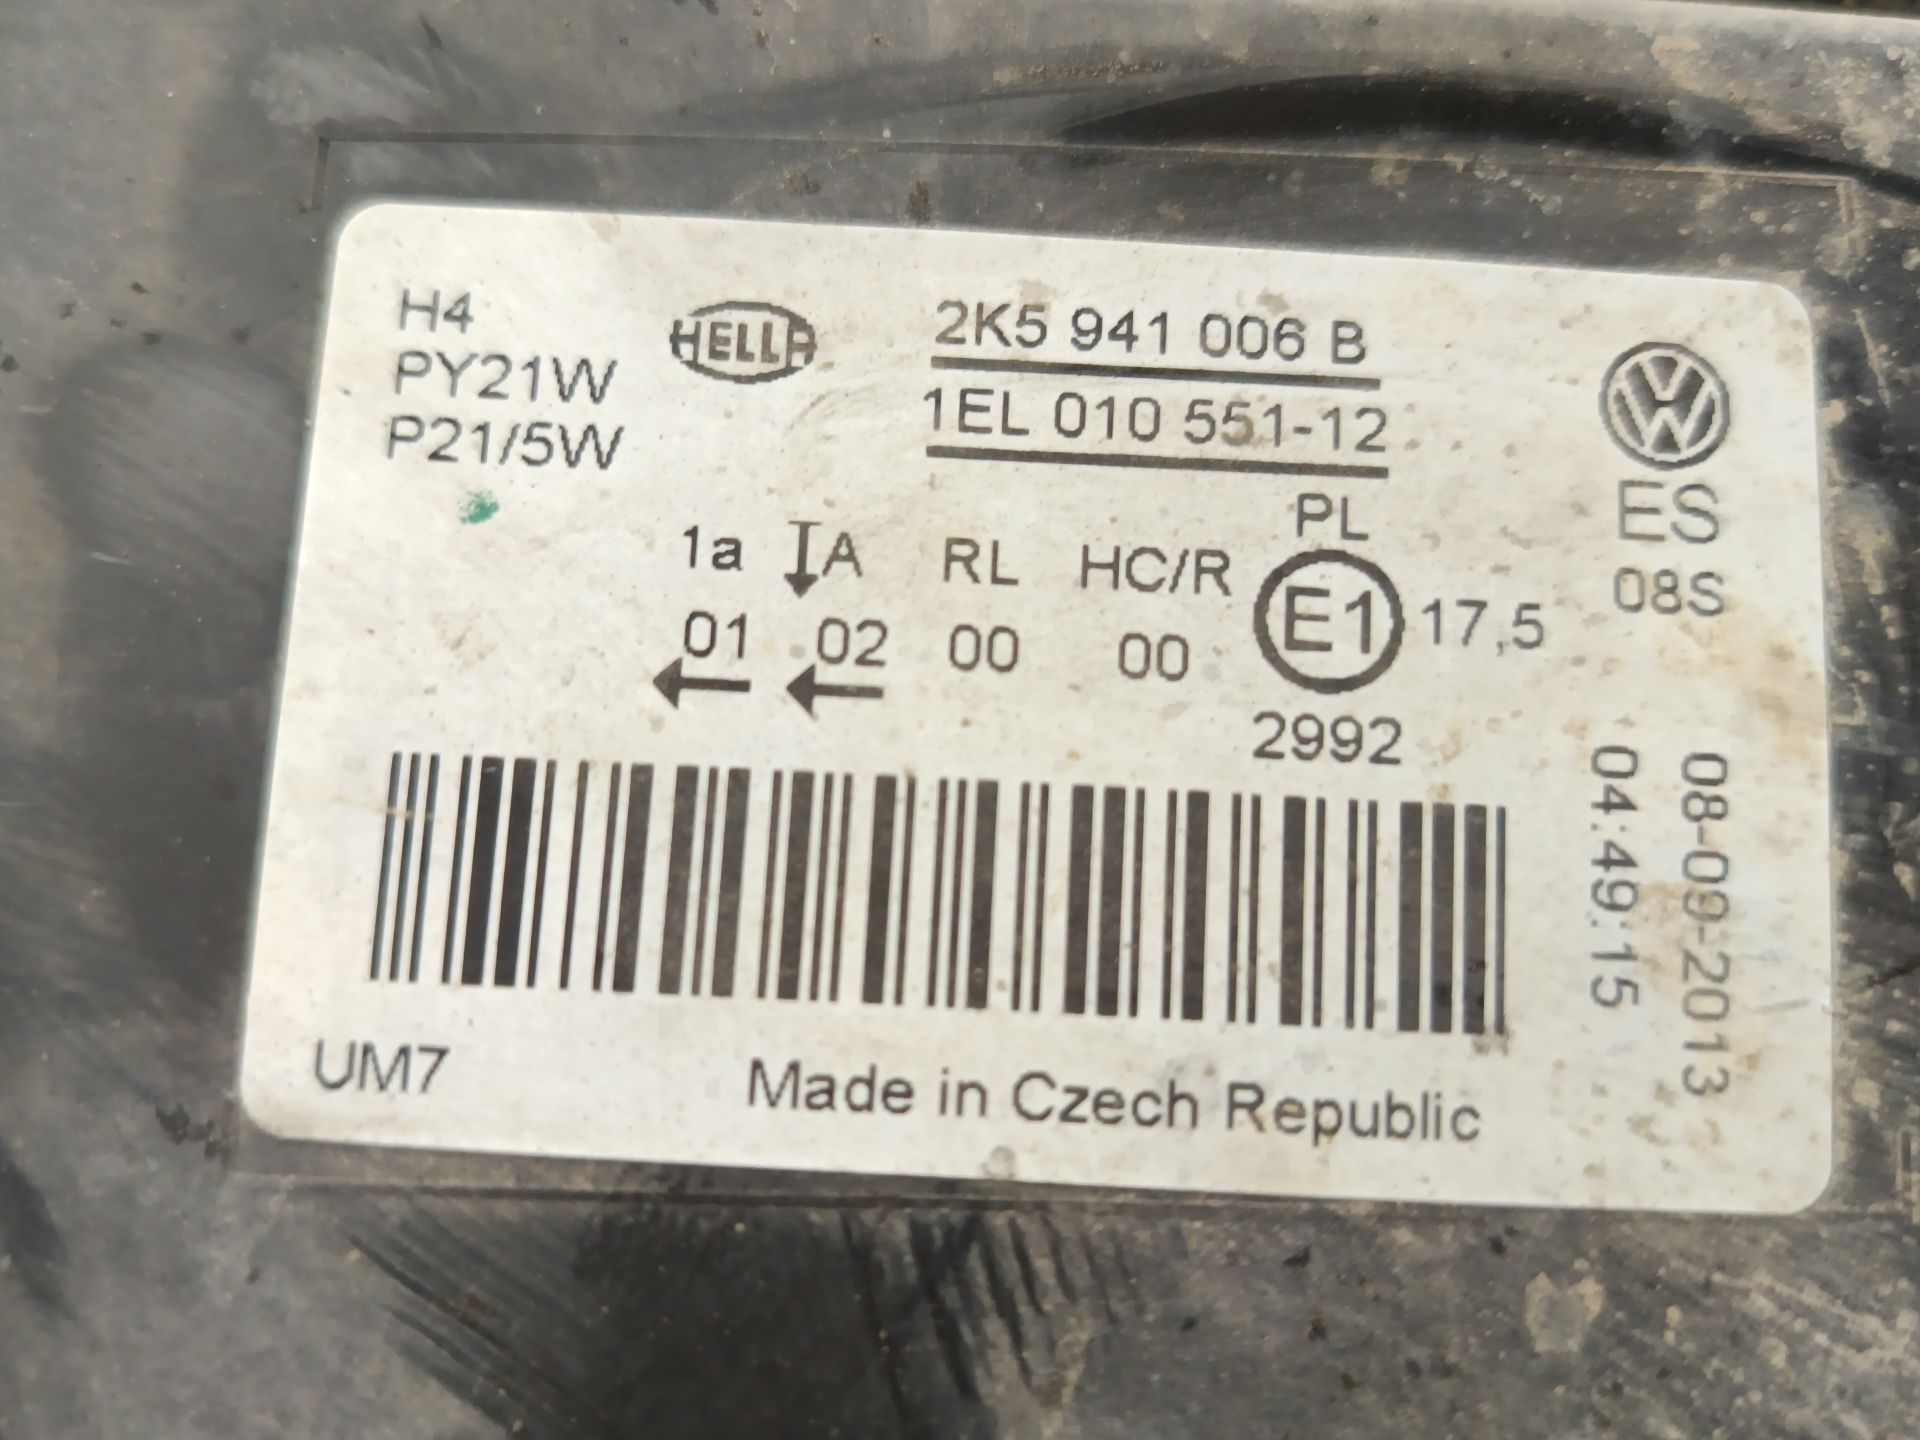 H4
PY21W
P21/5W
HELLA
2K5 941 006 B
1EL 010 551-12
ES
08S
1a A RL HC/R PL
01 02 00 00 E1 17,5
2992
08-09-2013
04:49:15
UM7
Made in Czech Republic